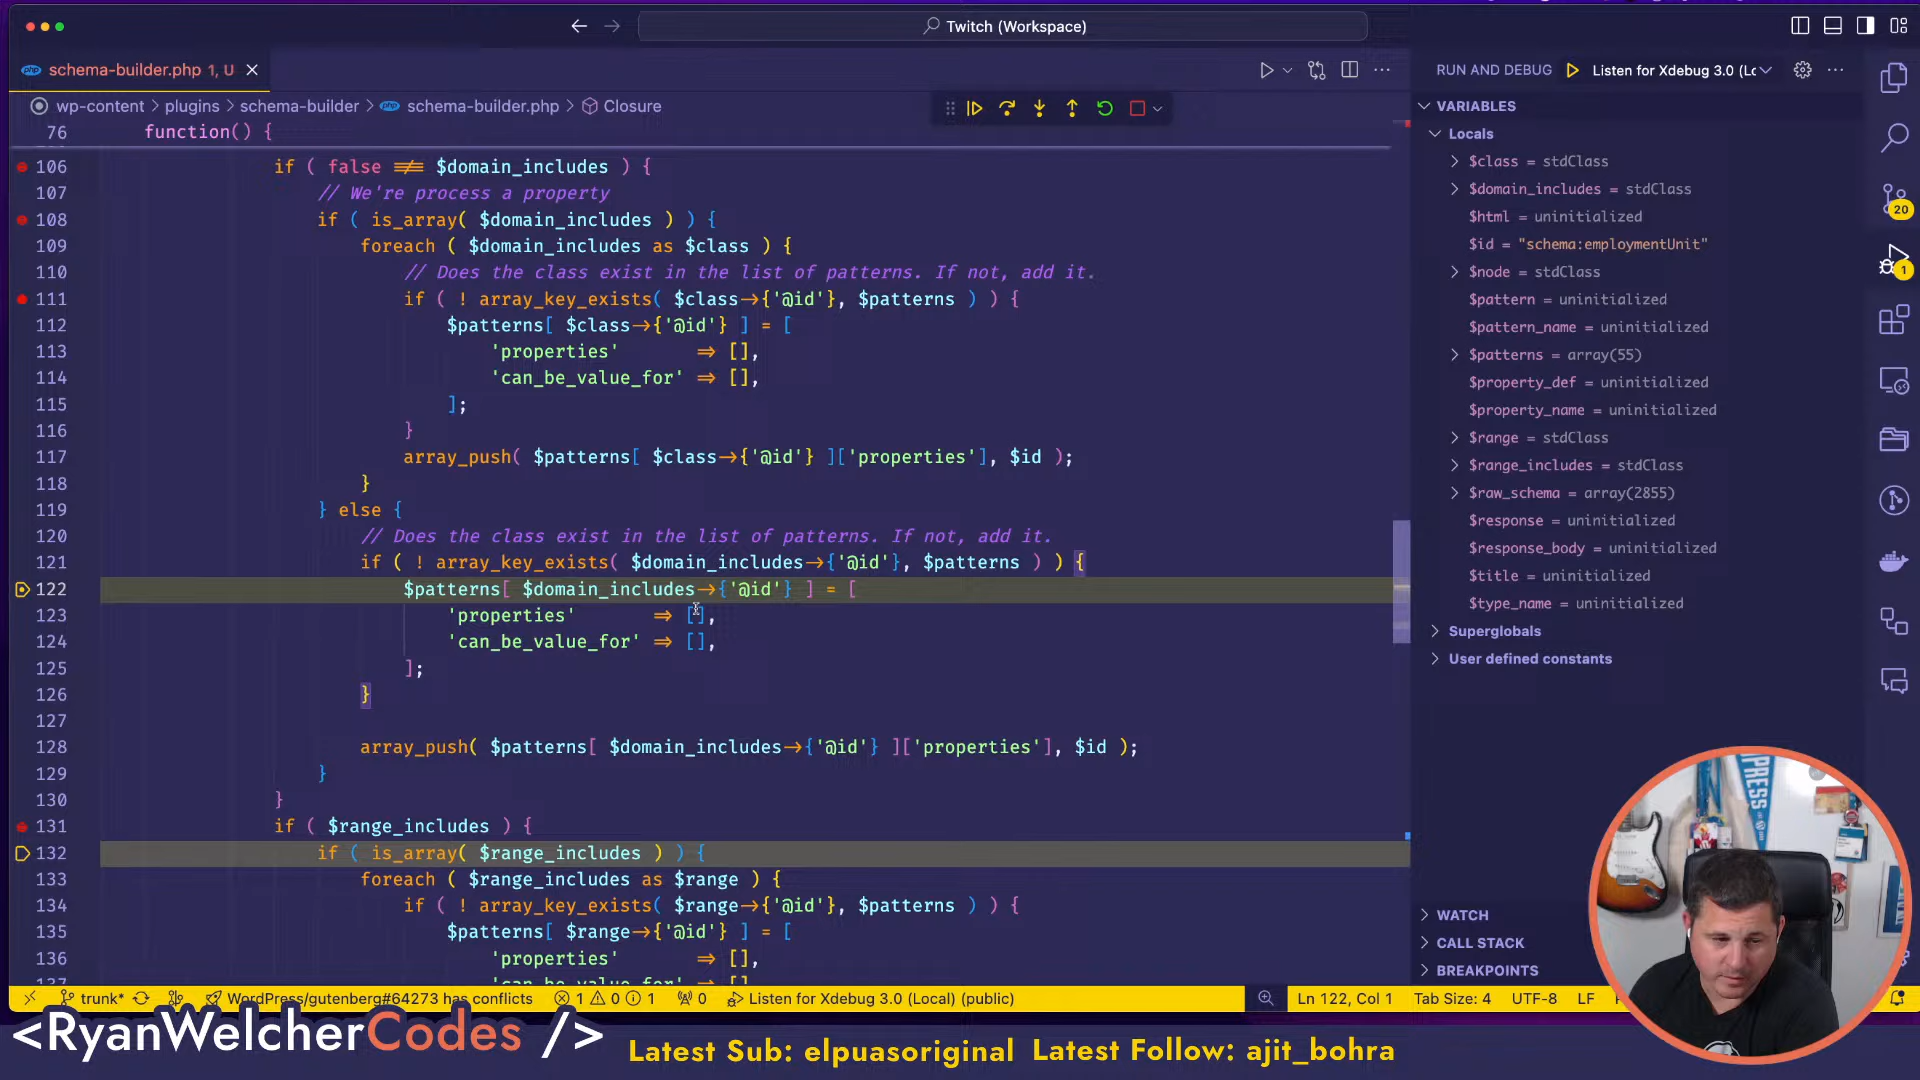 Twitch (Workspace)
schema-builder.php 1, U
RUN AND DEBUG
Listen for Xdebug 3.0 (Lc
wp-content > plugins > schema-builder > schema-builder.php > Closure
76 function() {
106 if ( false !== $domain_includes ) {
107 // We're process a property
108 if ( is_array( $domain_includes ) ) {
109 foreach ( $domain_includes as $class ) {
110 // Does the class exist in the list of patterns. If not, add it.
111 if ( ! array_key_exists( $class->{'@id'}, $patterns ) ) {
112 $patterns[ $class->{'@id'} ] = [
113 'properties' => [],
114 'can_be_value_for' => [],
115 ];
116 }
117 array_push( $patterns[ $class->{'@id'} ]['properties'], $id );
118 }
119 } else {
120 // Does the class exist in the list of patterns. If not, add it.
121 if ( ! array_key_exists( $domain_includes->{'@id'}, $patterns ) ) {
122 $patterns[ $domain_includes->{'@id'} ] = [
123 'properties' => [],
124 'can_be_value_for' => [],
125 ];
126 }
127
128 array_push( $patterns[ $domain_includes->{'@id'} ]['properties'], $id );
129 }
130 }
131 if ( $range_includes ) {
132 if ( is_array( $range_includes ) ) {
133 foreach ( $range_includes as $range ) {
134 if ( ! array_key_exists( $range->{'@id'}, $patterns ) ) {
135 $patterns[ $range->{'@id'} ] = [
136 'properties' => [],
137 'can_be_value_for' => [],
VARIABLES
Locals
$class = stdClass
$domain_includes = stdClass
$html = uninitialized
$id = "schema:employmentUnit"
$node = stdClass
$pattern = uninitialized
$pattern_name = uninitialized
$patterns = array(55)
$property_def = uninitialized
$property_name = uninitialized
$range = stdClass
$range_includes = stdClass
$raw_schema = array(2855)
$response = uninitialized
$response_body = uninitialized
$title = uninitialized
$type_name = uninitialized
Superglobals
User defined constants
WATCH
CALL STACK
BREAKPOINTS
20
1
trunk* WordPress/gutenberg#64273 has conflicts 1 0 1 0 Listen for Xdebug 3.0 (Local) (public) Ln 122, Col 1 Tab Size: 4 UTF-8 LF
<RyanWelcherCodes />
Latest Sub: elpuasoriginal Latest Follow: ajit_bohra